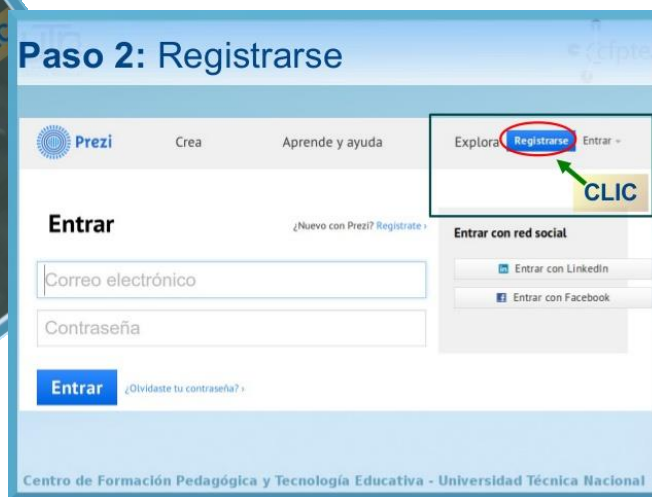 Paso 2: Registrarse
Prezi Crea Aprende y ayuda Explora Registrarse Entrar
CLIC
Entrar ¿Nuevo con Prezi? Regístrate ›
Entrar con red social
Correo electrónico
Entrar con LinkedIn
Contraseña
Entrar con Facebook
Entrar ¿Olvidaste tu contraseña? ›
Centro de Formación Pedagógica y Tecnología Educativa - Universidad Técnica Nacional